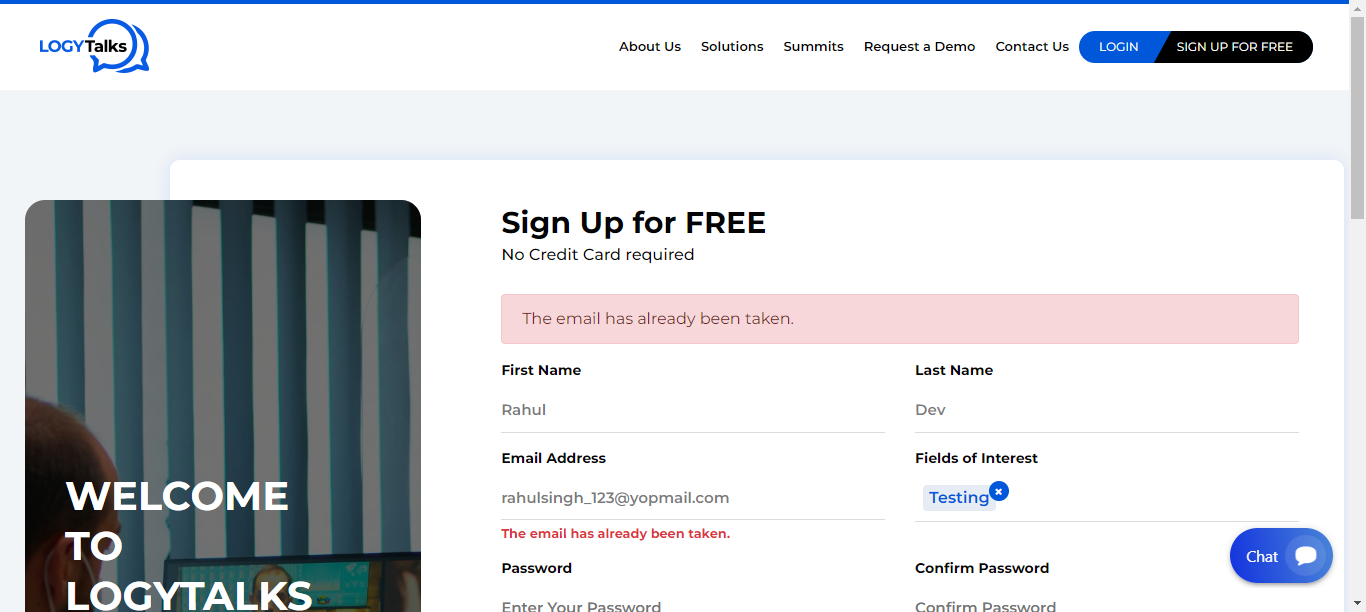 LOGYTalks
About Us
Solutions
Summits
Request a Demo
Contact Us
LOGIN
SIGN UP FOR FREE
Sign Up for FREE
No Credit Card required
The email has already been taken.
First Name
Last Name
Rahul
Dev
Email Address
Fields of Interest
rahulsingh_123@yopmail.com
Testing
The email has already been taken.
Password
Confirm Password
Enter Your Password
Confirm Password
WELCOME
TO
LOGYTALKS
Chat